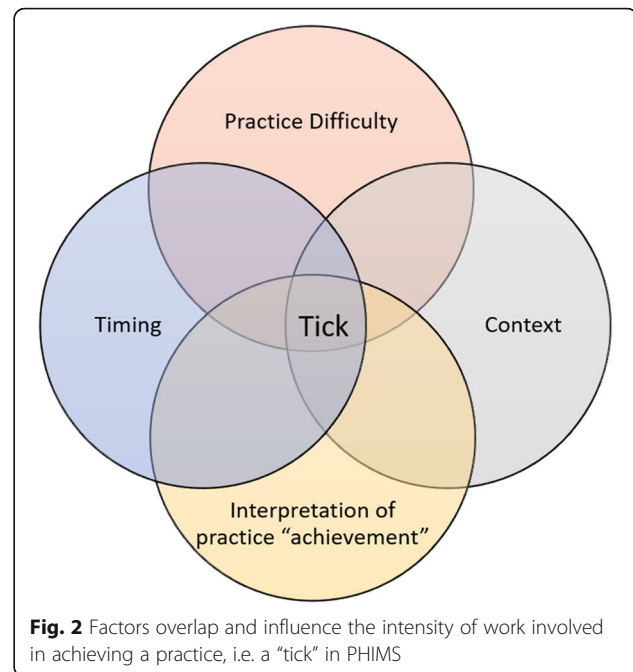 Practice Difficulty
Timing
Tick
Context
Interpretation of
practice “achievement”
Fig. 2 Factors overlap and influence the intensity of work involved
in achieving a practice, i.e. a “tick” in PHIMS